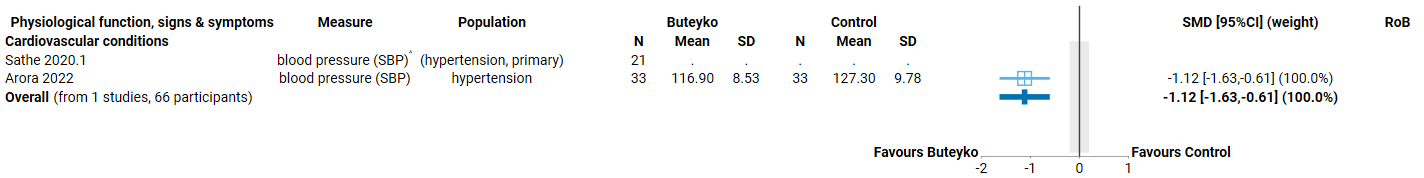 Physiological function, signs & symptoms Measure Population Buteyko Control SMD [95%CI] (weight) RoB
Cardiovascular conditions N Mean SD N Mean SD
Sathe 2020.1 blood pressure (SBP)^ (hypertension, primary) 21 . . . . .
Arora 2022 blood pressure (SBP) hypertension 33 116.90 8.53 33 127.30 9.78 -1.12 [-1.63,-0.61] (100.0%)
Overall (from 1 studies, 66 participants) -1.12 [-1.63,-0.61] (100.0%)
Favours Buteyko Favours Control
-2 -1 0 1